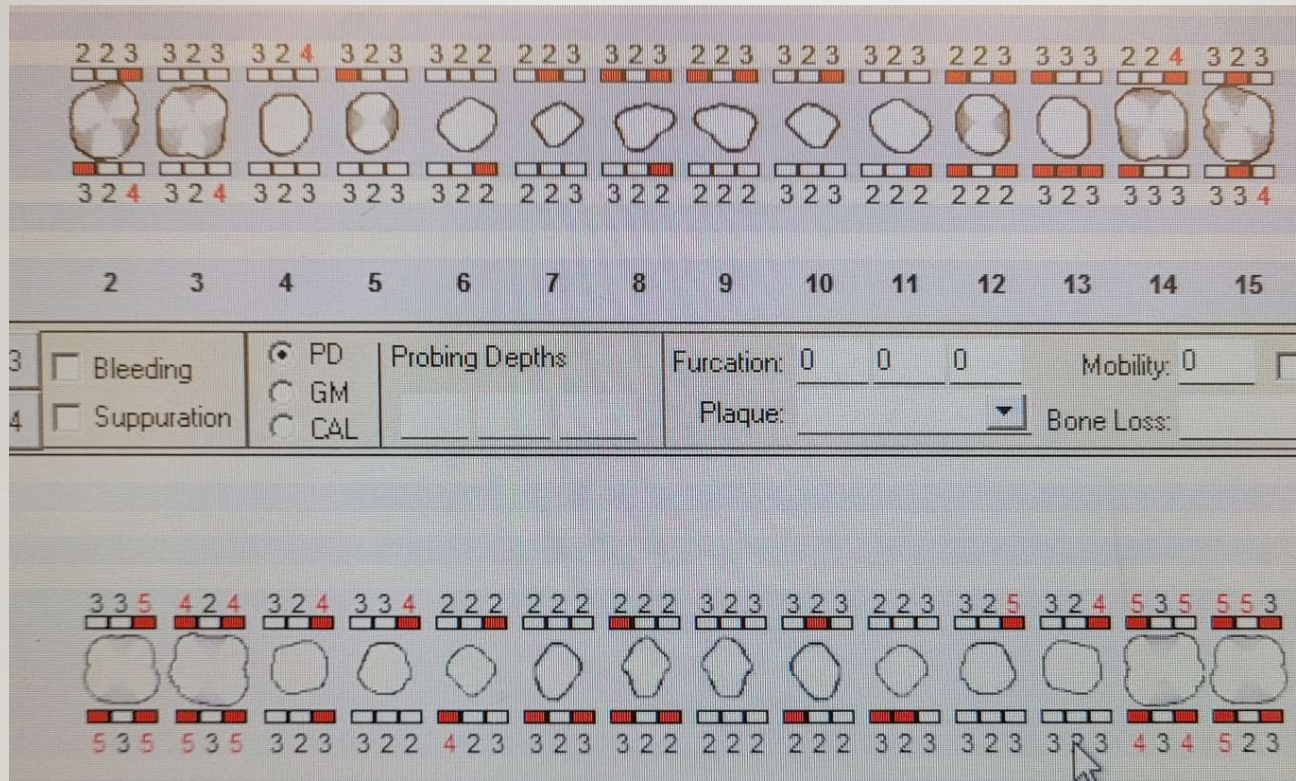 2 2 3 3 2 3 3 2 4 3 2 3 3 2 2 2 2 3 3 2 3 2 2 3 3 2 3 3 2 3 2 2 3 3 3 3 2 2 4 3 2 3
3 2 4 3 2 4 3 2 3 3 2 3 3 2 2 2 2 3 3 2 2 2 2 2 3 2 3 2 2 2 2 2 2 3 2 3 3 3 3 3 3 4
2 3 4 5 6 7 8 9 10 11 12 13 14 15
3 Bleeding PD Probing Depths Furcation: 0 0 0 Mobility: 0
GM
4 Suppuration CAL Plaque: Bone Loss:
3 3 5 4 2 4 3 2 4 3 3 4 2 2 2 2 2 2 2 2 2 3 2 3 3 2 3 2 2 3 3 2 5 3 2 4 5 3 5 5 5 3
5 3 5 5 3 5 3 2 3 3 2 2 4 2 3 3 2 3 3 2 2 2 2 2 2 2 2 3 2 3 3 2 3 3 2 3 4 3 4 5 2 3